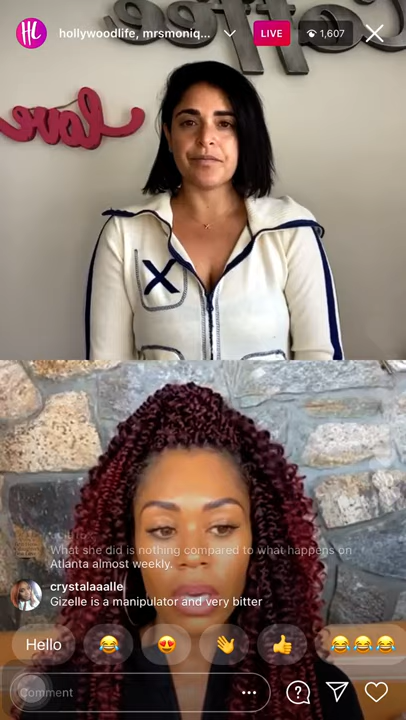 HL
hollywoodlife, mrsmoniq...
LIVE
1,607
Coffee
love
What she did is nothing compared to what happens on
Atlanta almost weekly.
crystalaaalle
Gizelle is a manipulator and very bitter
Hello
Comment